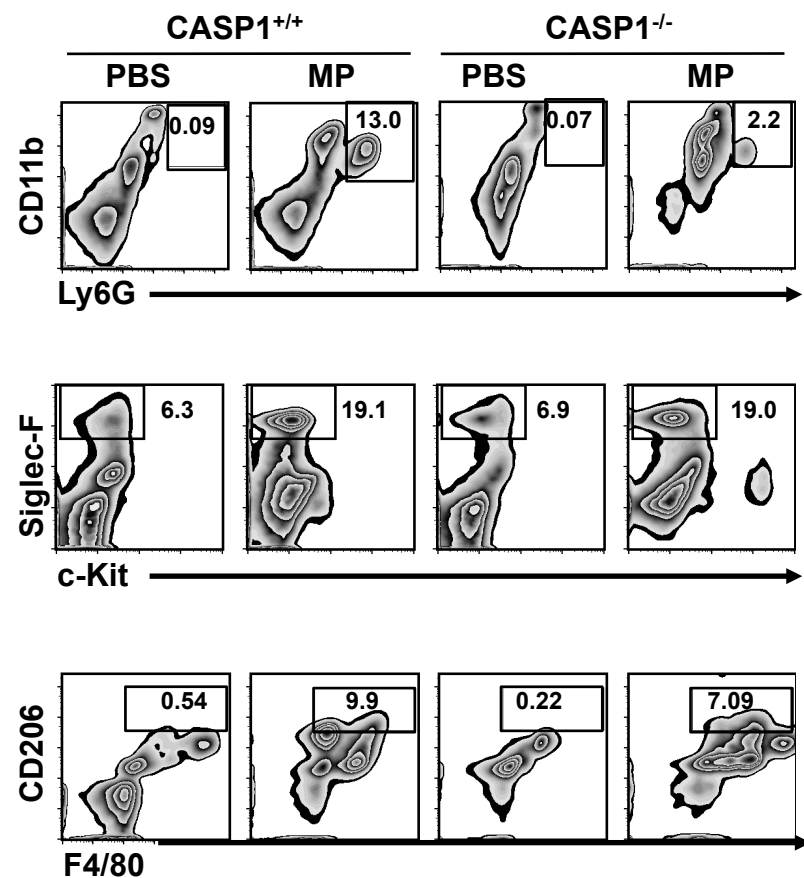 CASP1+/+ CASP1-/-
PBS MP PBS MP
CD11b
0.09 13.0 0.07 2.2
Ly6G
Siglec-F
6.3 19.1 6.9 19.0
c-Kit
CD206
0.54 9.9 0.22 7.09
F4/80